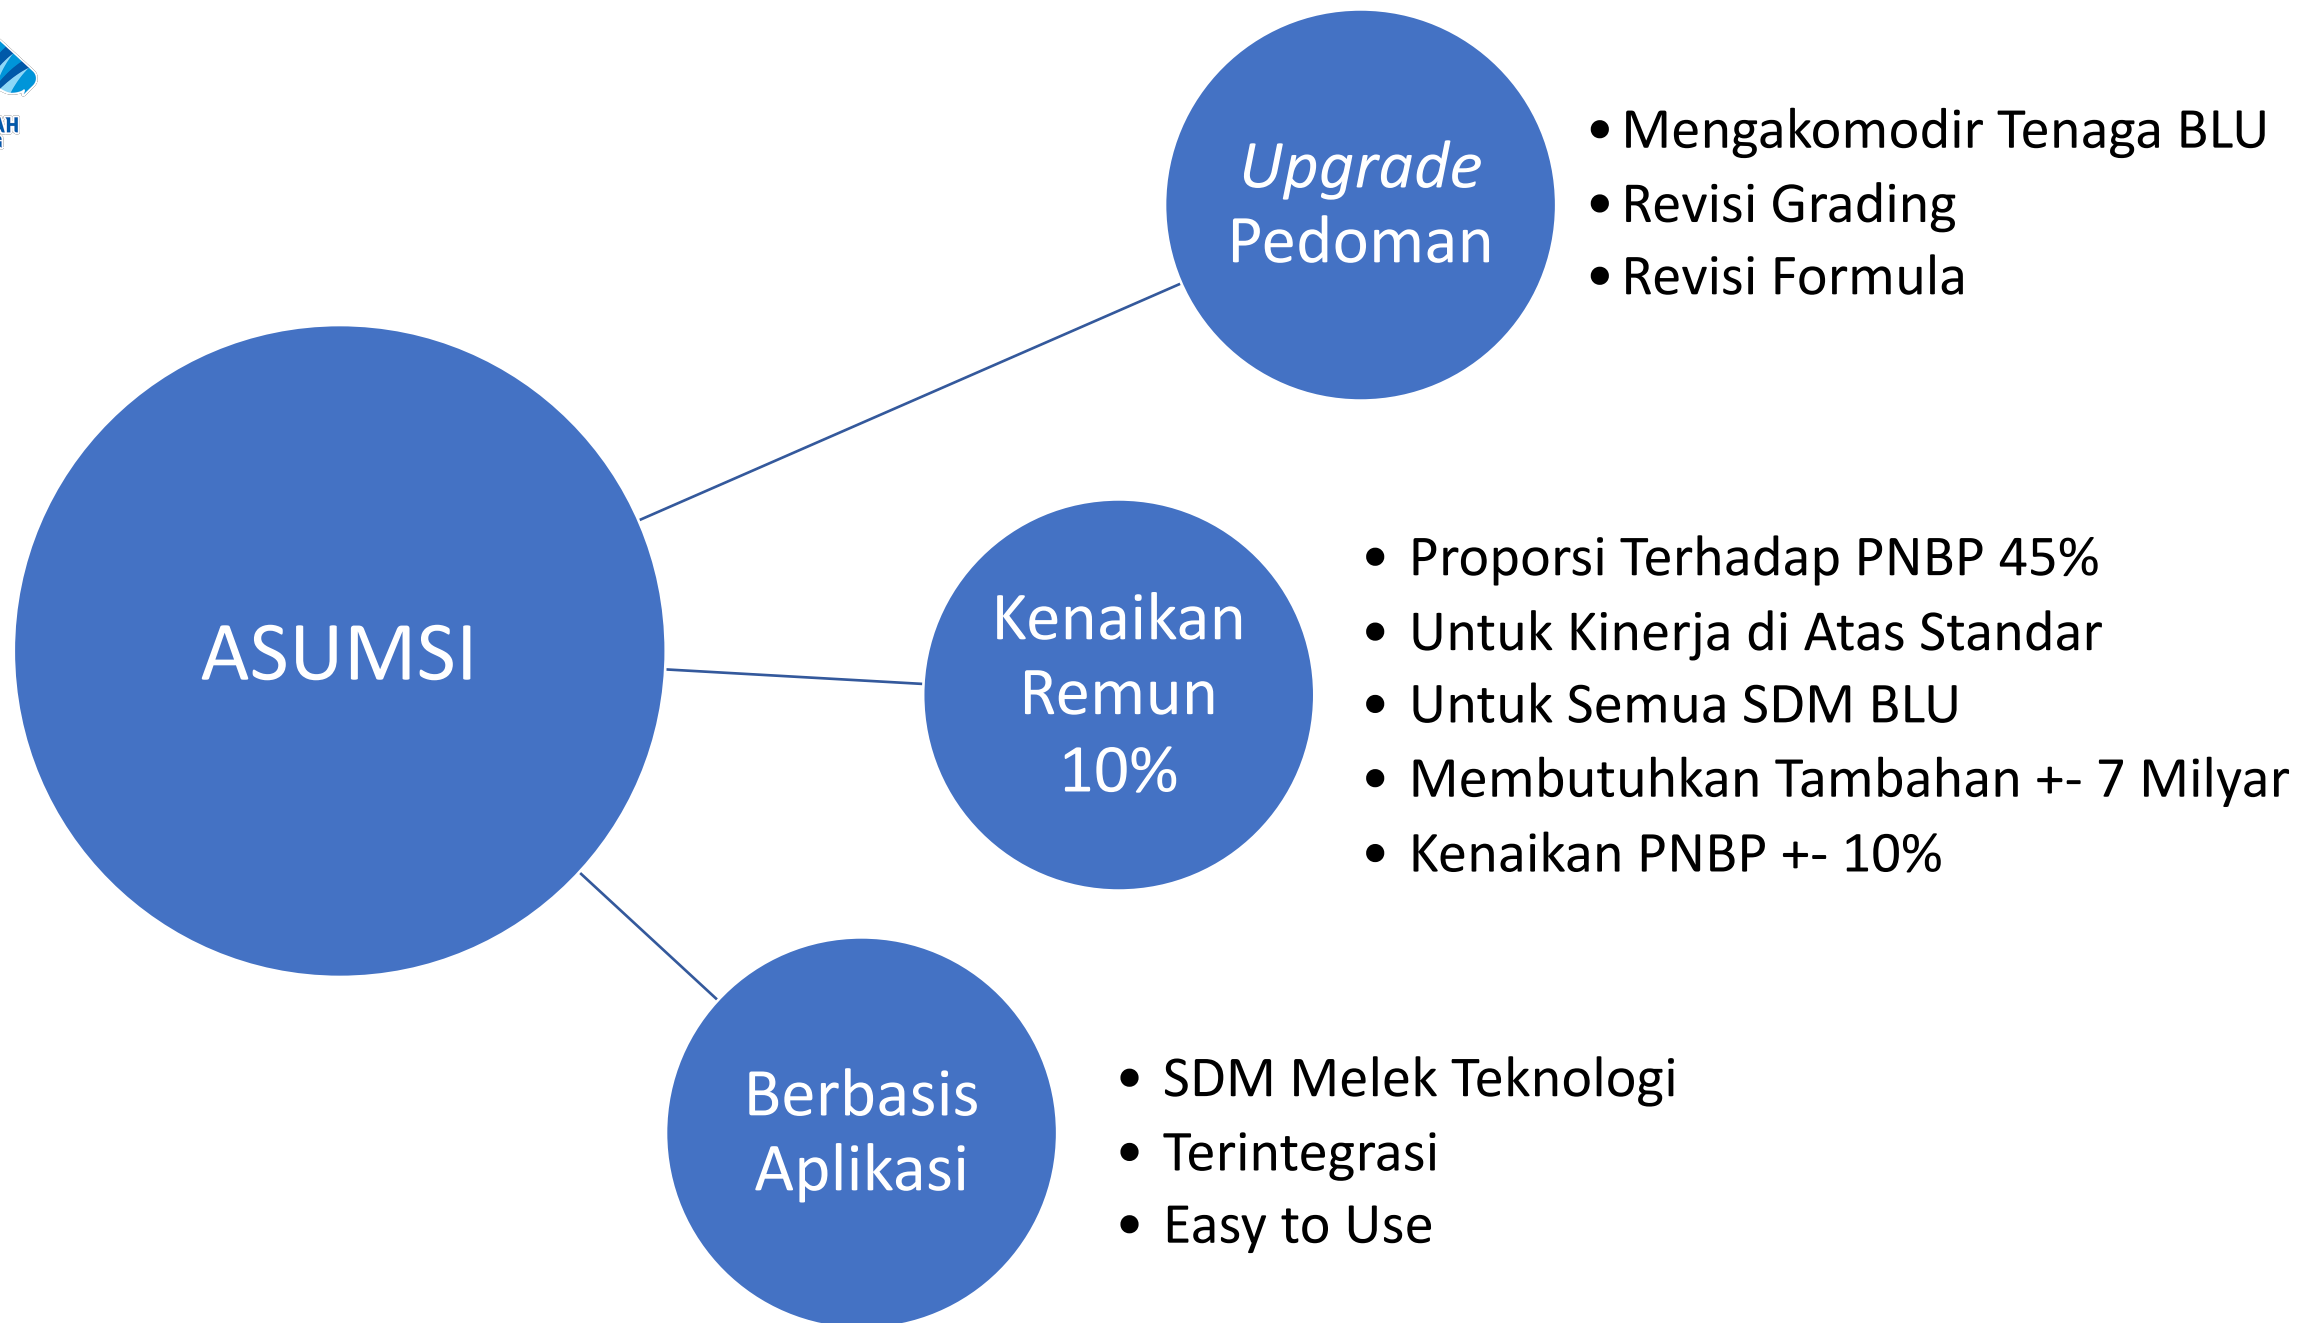 ASUMSI
Upgrade
Pedoman
• Mengakomodir Tenaga BLU
• Revisi Grading
• Revisi Formula
Kenaikan
Remun
10%
• Proporsi Terhadap PNBP 45%
• Untuk Kinerja di Atas Standar
• Untuk Semua SDM BLU
• Membutuhkan Tambahan +- 7 Milyar
• Kenaikan PNBP +- 10%
Berbasis
Aplikasi
• SDM Melek Teknologi
• Terintegrasi
• Easy to Use